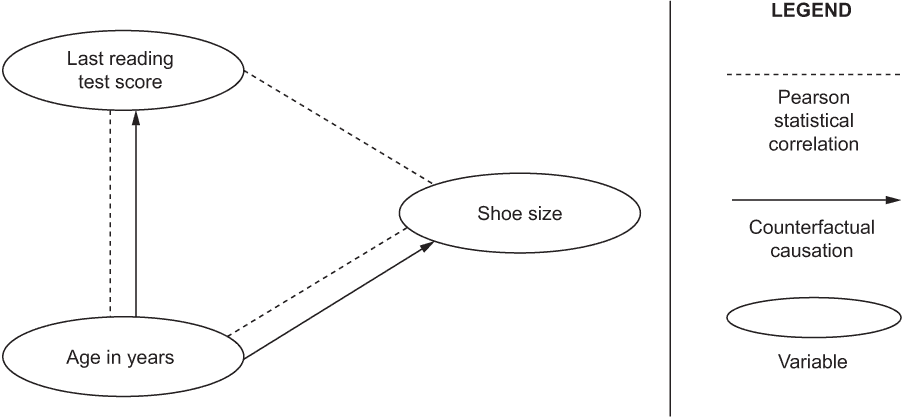 Last reading
test score
Shoe size
Age in years
LEGEND
Pearson
statistical
correlation
Counterfactual
causation
Variable